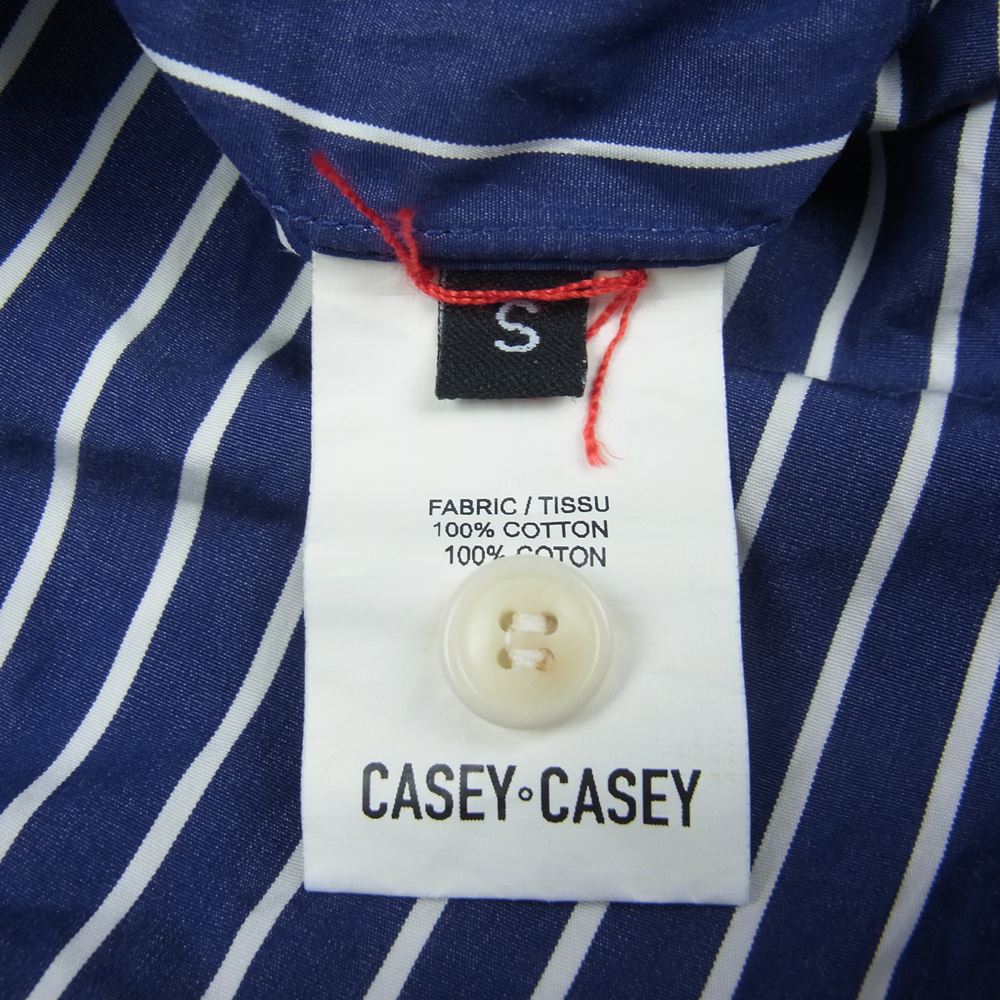 S
FABRIC / TISSU
100% COTTON
100% COTON
CASEY∘CASEY